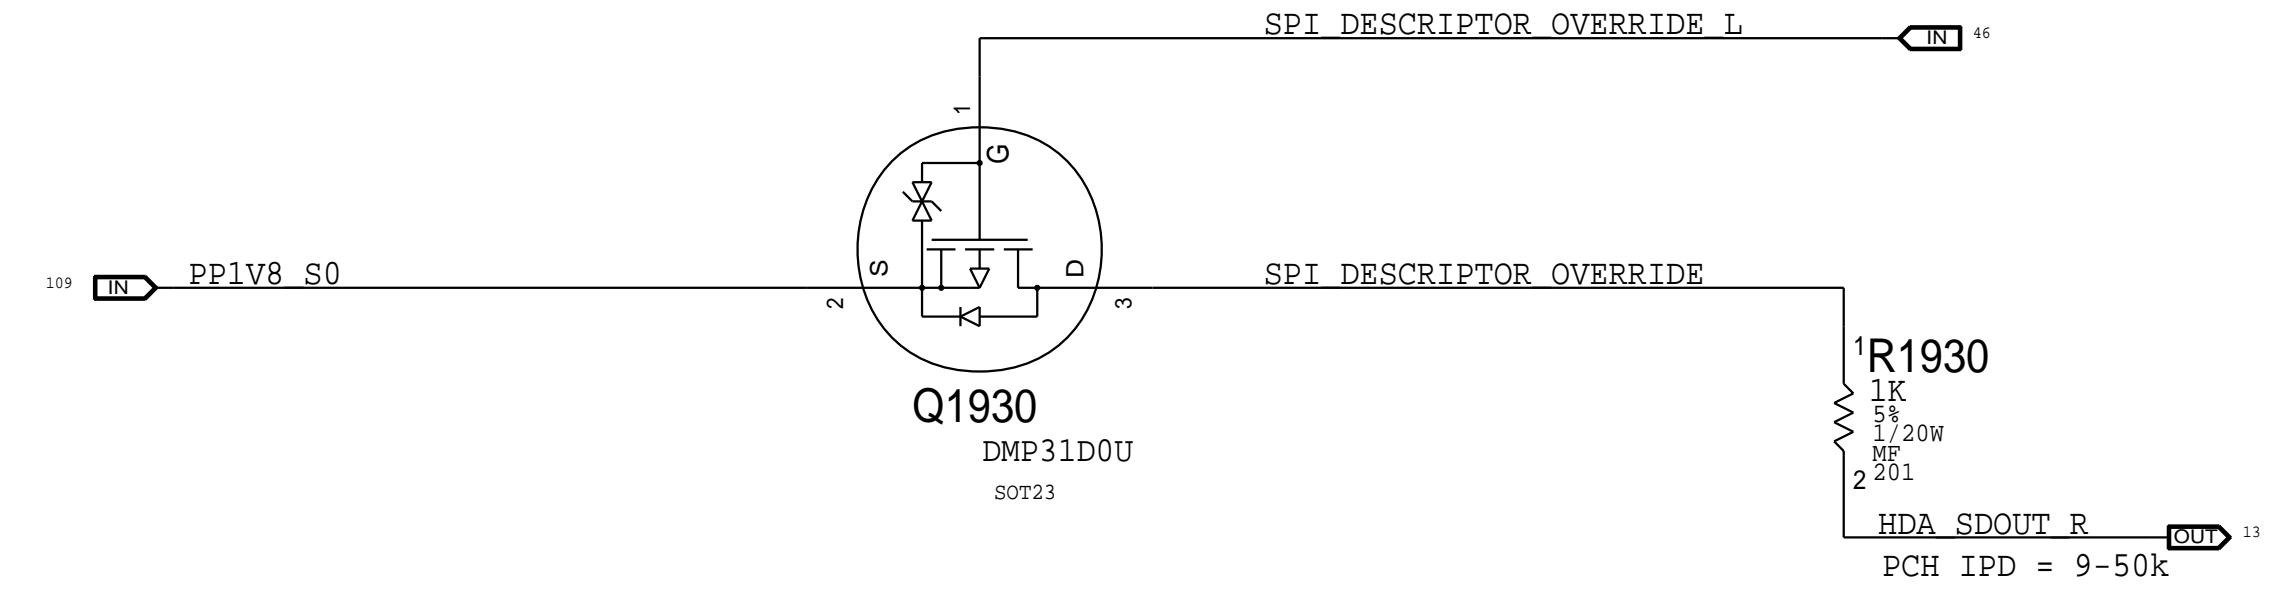 SPI_DESCRIPTOR_OVERRIDE_L
IN 46
1
G
109 IN PP1V8_S0
S
D
SPI_DESCRIPTOR_OVERRIDE
2
3
1 R1930
1K
5%
1/20W
MF
2 201
Q1930
DMP31D0U
SOT23
HDA_SDOUT_R OUT 13
PCH IPD = 9-50k